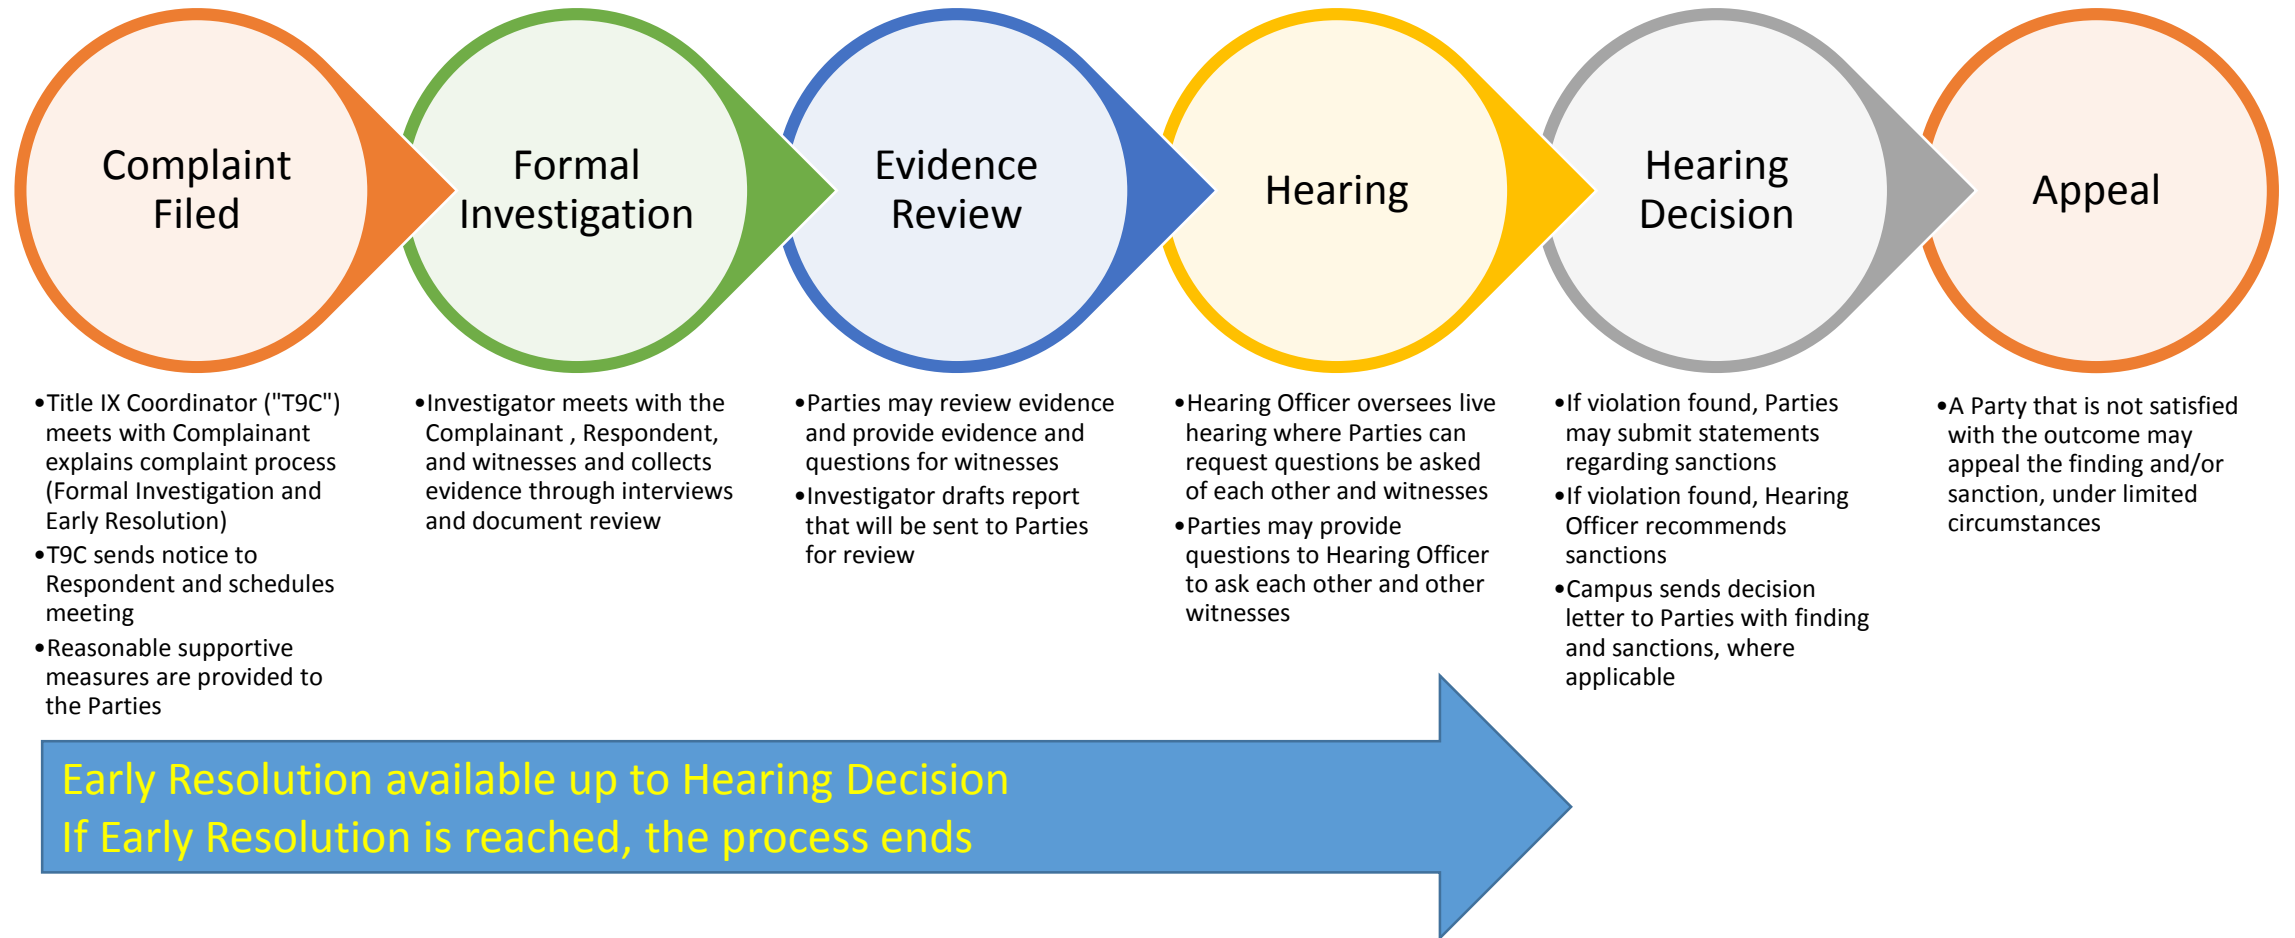 Complaint
Filed
Formal
Investigation
Evidence
Review
Hearing
Hearing
Decision
Appeal
•Title IX Coordinator ("T9C")
meets with Complainant
explains complaint process
(Formal Investigation and
Early Resolution)
•T9C sends notice to
Respondent and schedules
meeting
•Reasonable supportive
measures are provided to
the Parties
•Investigator meets with the
Complainant , Respondent,
and witnesses and collects
evidence through interviews
and document review
•Parties may review evidence
and provide evidence and
questions for witnesses
•Investigator drafts report
that will be sent to Parties
for review
•Hearing Officer oversees live
hearing where Parties can
request questions be asked
of each other and witnesses
•Parties may provide
questions to Hearing Officer
to ask each other and other
witnesses
•If violation found, Parties
may submit statements
regarding sanctions
•If violation found, Hearing
Officer recommends
sanctions
•Campus sends decision
letter to Parties with finding
and sanctions, where
applicable
•A Party that is not satisfied
with the outcome may
appeal the finding and/or
sanction, under limited
circumstances
Early Resolution available up to Hearing Decision
If Early Resolution is reached, the process ends